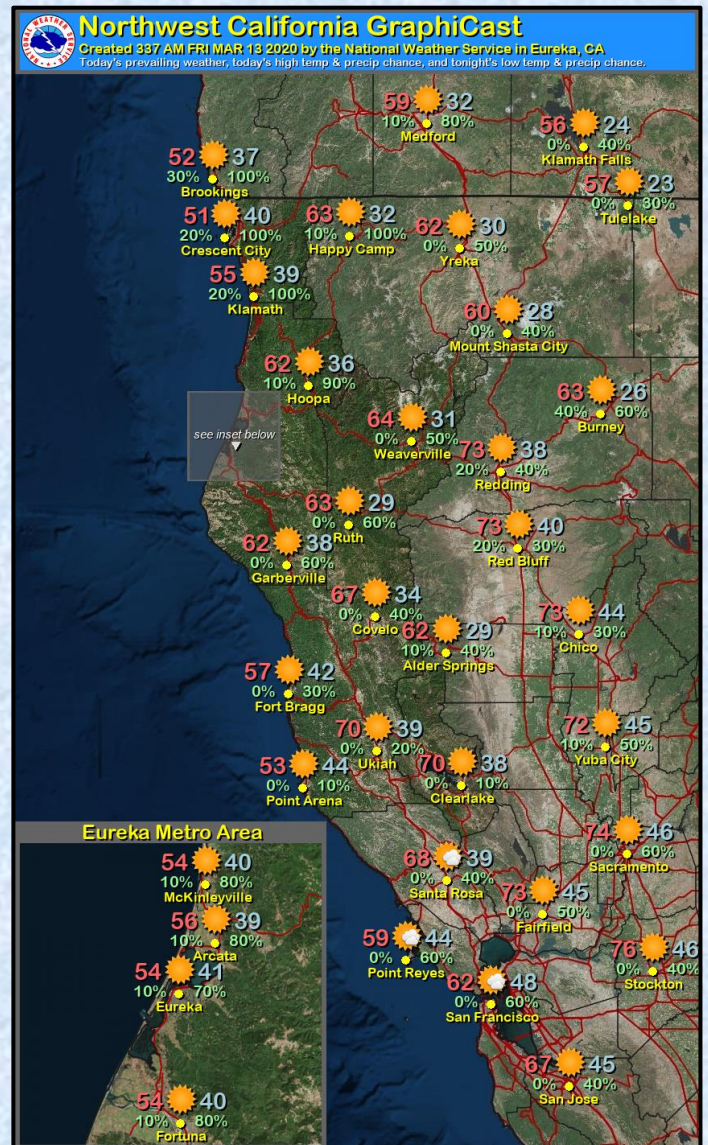 NATIONAL WEATHER SERVICE
Northwest California GraphiCast
Created 337 AM FRI MAR 13 2020 by the National Weather Service in Eureka, CA
Today's prevailing weather, today's high temp & precip chance, and tonight's low temp & precip chance.
59 32
10% 80%
Medford
56 24
0% 40%
Klamath Falls
52 37
30% 100%
Brookings
57 23
0% 30%
Tulelake
51 40
20% 100%
Crescent City
63 32
10% 100%
Happy Camp
62 30
0% 50%
Yreka
55 39
20% 100%
Klamath
60 28
0% 40%
Mount Shasta City
62 36
10% 90%
Hoopa
63 26
40% 60%
Burney
see inset below
64 31
0% 50%
Weaverville
73 38
20% 40%
Redding
63 29
0% 60%
Ruth
73 40
20% 30%
Red Bluff
62 38
0% 60%
Garberville
67 34
0% 40%
Covelo
73 44
10% 30%
Chico
62 29
10% 40%
Alder Springs
57 42
0% 30%
Fort Bragg
70 39
0% 20%
Ukiah
72 45
10% 50%
Yuba City
53 44
0% 10%
Point Arena
70 38
0% 10%
Clearlake
74 46
0% 60%
Sacramento
68 39
0% 40%
Santa Rosa
73 45
0% 50%
Fairfield
59 44
0% 60%
Point Reyes
76 46
0% 40%
Stockton
62 48
0% 60%
San Francisco
67 45
0% 40%
San Jose
Eureka Metro Area
54 40
10% 80%
McKinleyville
56 39
10% 80%
Arcata
54 41
10% 70%
Eureka
54 40
10% 80%
Fortuna